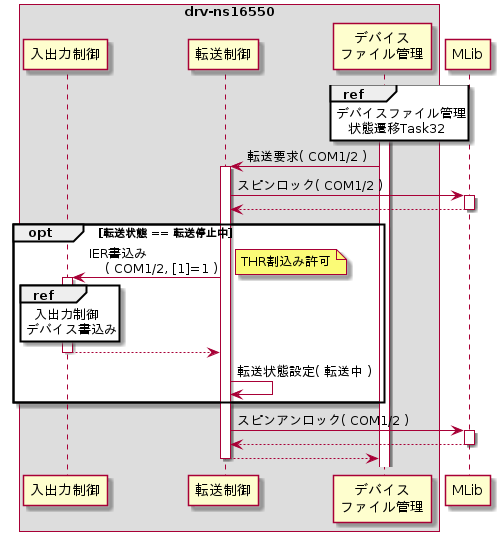 drv-ns16550
入出力制御
転送制御
デバイス
ファイル管理
MLib
ref
デバイスファイル管理
状態遷移Task32
転送要求( COM1/2 )
スピンロック( COM1/2 )
opt
[転送状態 == 転送停止中]
IER書込み
( COM1/2, [1]=1 )
THR割込み許可
ref
入出力制御
デバイス書込み
転送状態設定( 転送中 )
スピンアンロック( COM1/2 )
入出力制御
転送制御
デバイス
ファイル管理
MLib